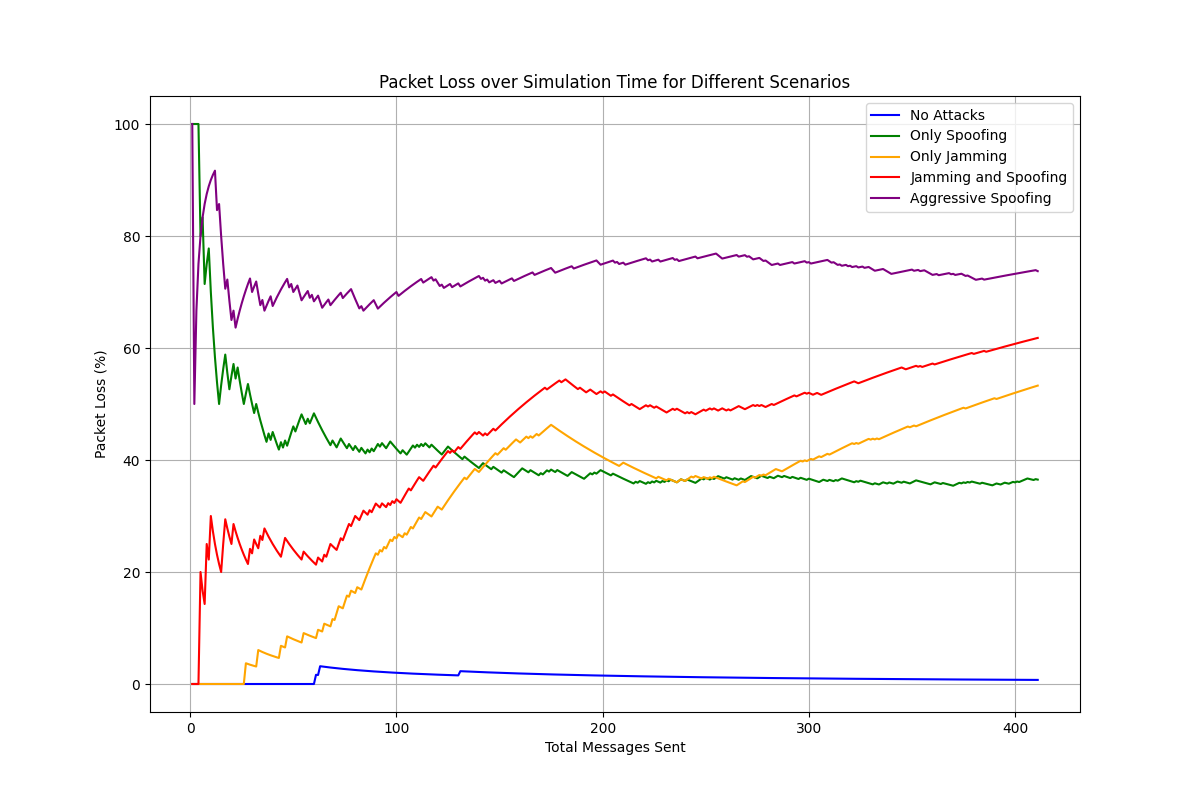 Packet Loss over Simulation Time for Different Scenarios
No Attacks
Only Spoofing
Only Jamming
Jamming and Spoofing
Aggressive Spoofing
Packet Loss (%)
100
80
60
40
20
0
0 100 200 300 400
Total Messages Sent